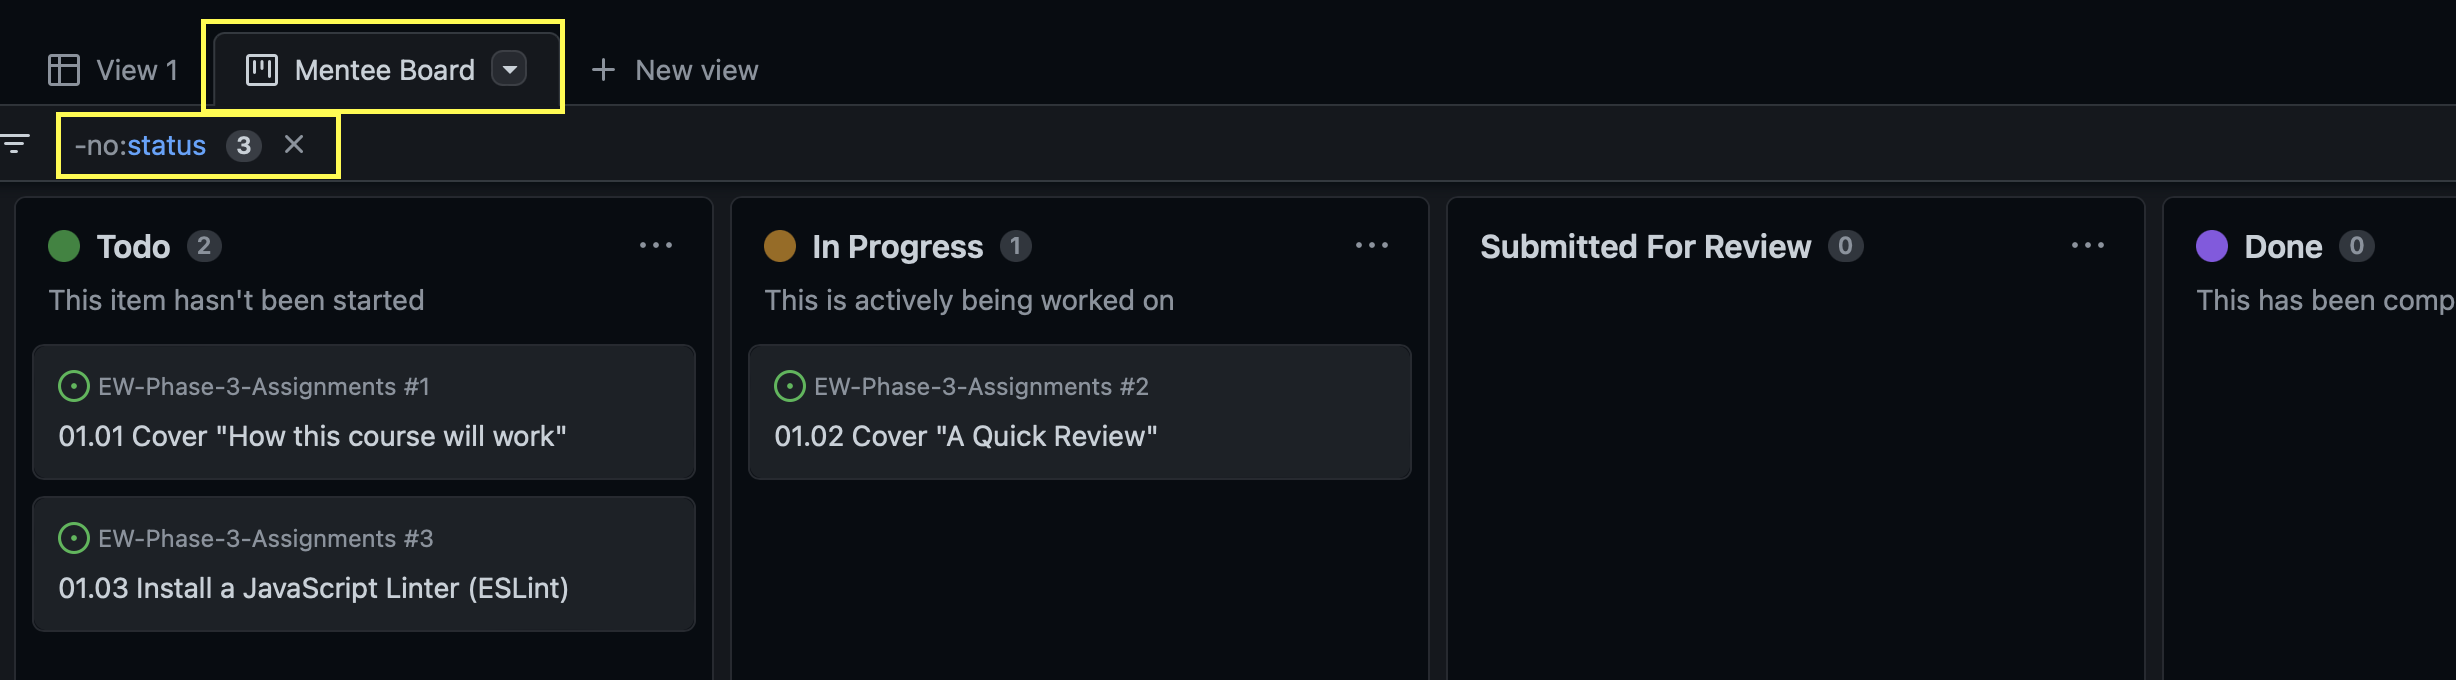 View 1
Mentee Board
+ New view
-no:status 3 ×
Todo 2
This item hasn't been started
EW-Phase-3-Assignments #1
01.01 Cover "How this course will work"
EW-Phase-3-Assignments #3
01.03 Install a JavaScript Linter (ESLint)
In Progress 1
This is actively being worked on
EW-Phase-3-Assignments #2
01.02 Cover "A Quick Review"
Submitted For Review 0
Done 0
This has been comp